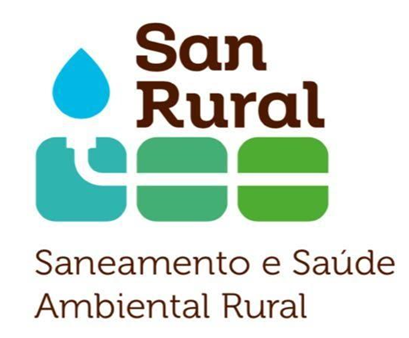 San
Rural
Saneamento e Saúde
Ambiental Rural